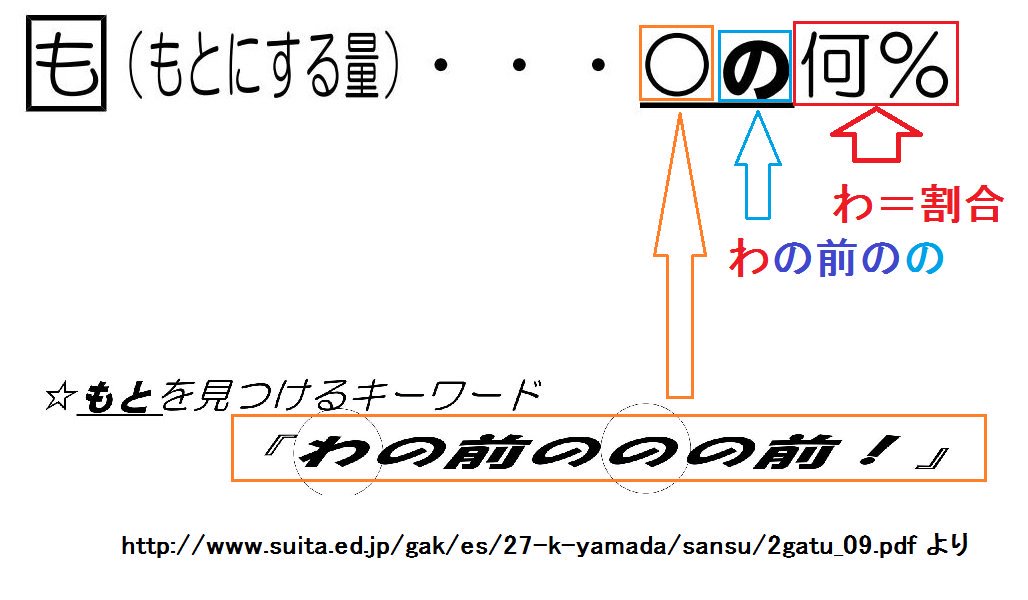 も（もとにする量）・・・〇の何％
わ＝割合
わの前のの
☆もとを見つけるキーワード
『わの前ののの前！』
http://www.suita.ed.jp/gak/es/27-k-yamada/sansu/2gatu_09.pdf より